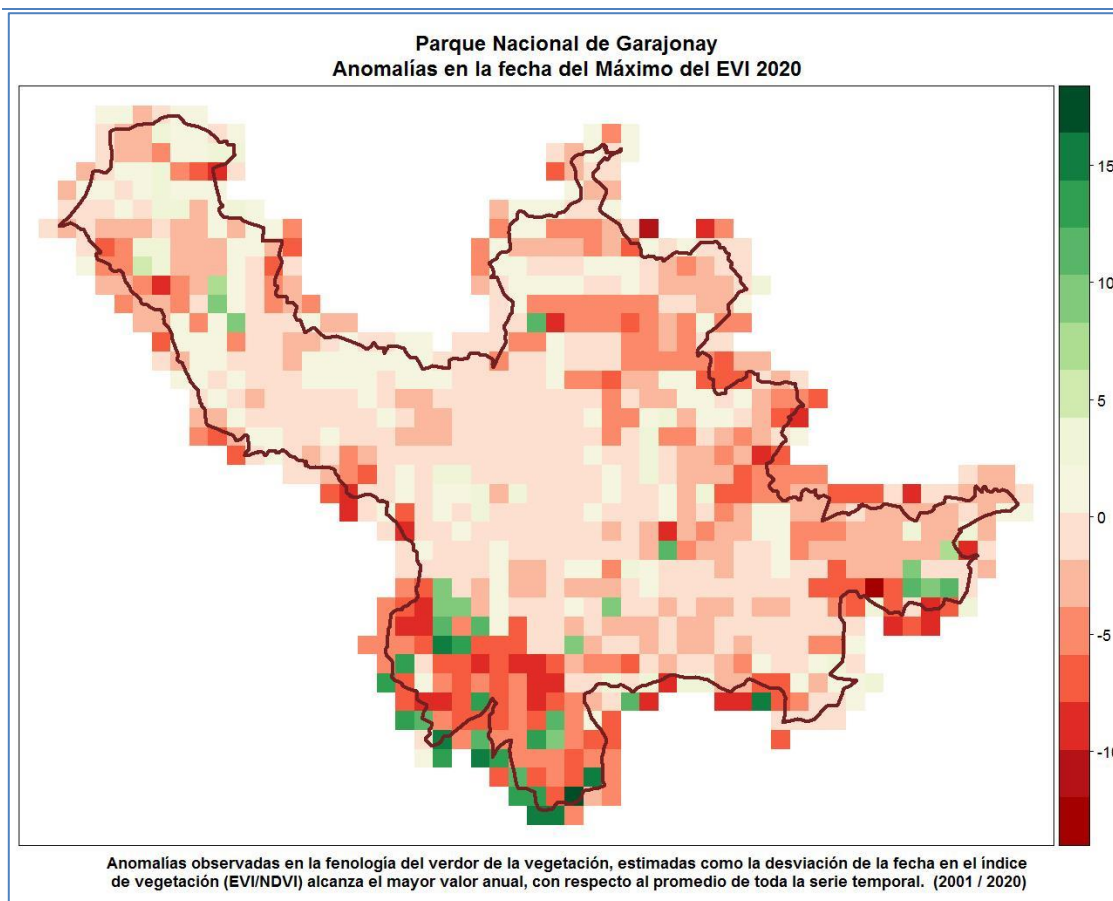 Parque Nacional de Garajonay
Anomalías en la fecha del Máximo del EVI 2020
15
10
5
0
-5
-10
Anomalías observadas en la fenología del verdor de la vegetación, estimadas como la desviación de la fecha en el índice
de vegetación (EVI/NDVI) alcanza el mayor valor anual, con respecto al promedio de toda la serie temporal. (2001 / 2020)